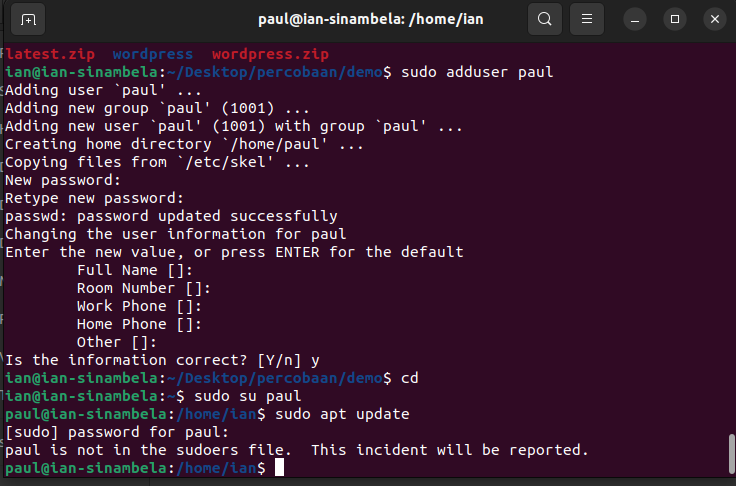 paul@ian-sinambela: /home/ian
latest.zip  wordpress  wordpress.zip
ian@ian-sinambela:~/Desktop/percobaan/demo$ sudo adduser paul
Adding user `paul' ...
Adding new group `paul' (1001) ...
Adding new user `paul' (1001) with group `paul' ...
Creating home directory `/home/paul' ...
Copying files from `/etc/skel' ...
New password:
Retype new password:
passwd: password updated successfully
Changing the user information for paul
Enter the new value, or press ENTER for the default
        Full Name []:
        Room Number []:
        Work Phone []:
        Home Phone []:
        Other []:
Is the information correct? [Y/n] y
ian@ian-sinambela:~/Desktop/percobaan/demo$ cd
ian@ian-sinambela:~$ sudo su paul
paul@ian-sinambela:/home/ian$ sudo apt update
[sudo] password for paul:
paul is not in the sudoers file.  This incident will be reported.
paul@ian-sinambela:/home/ian$